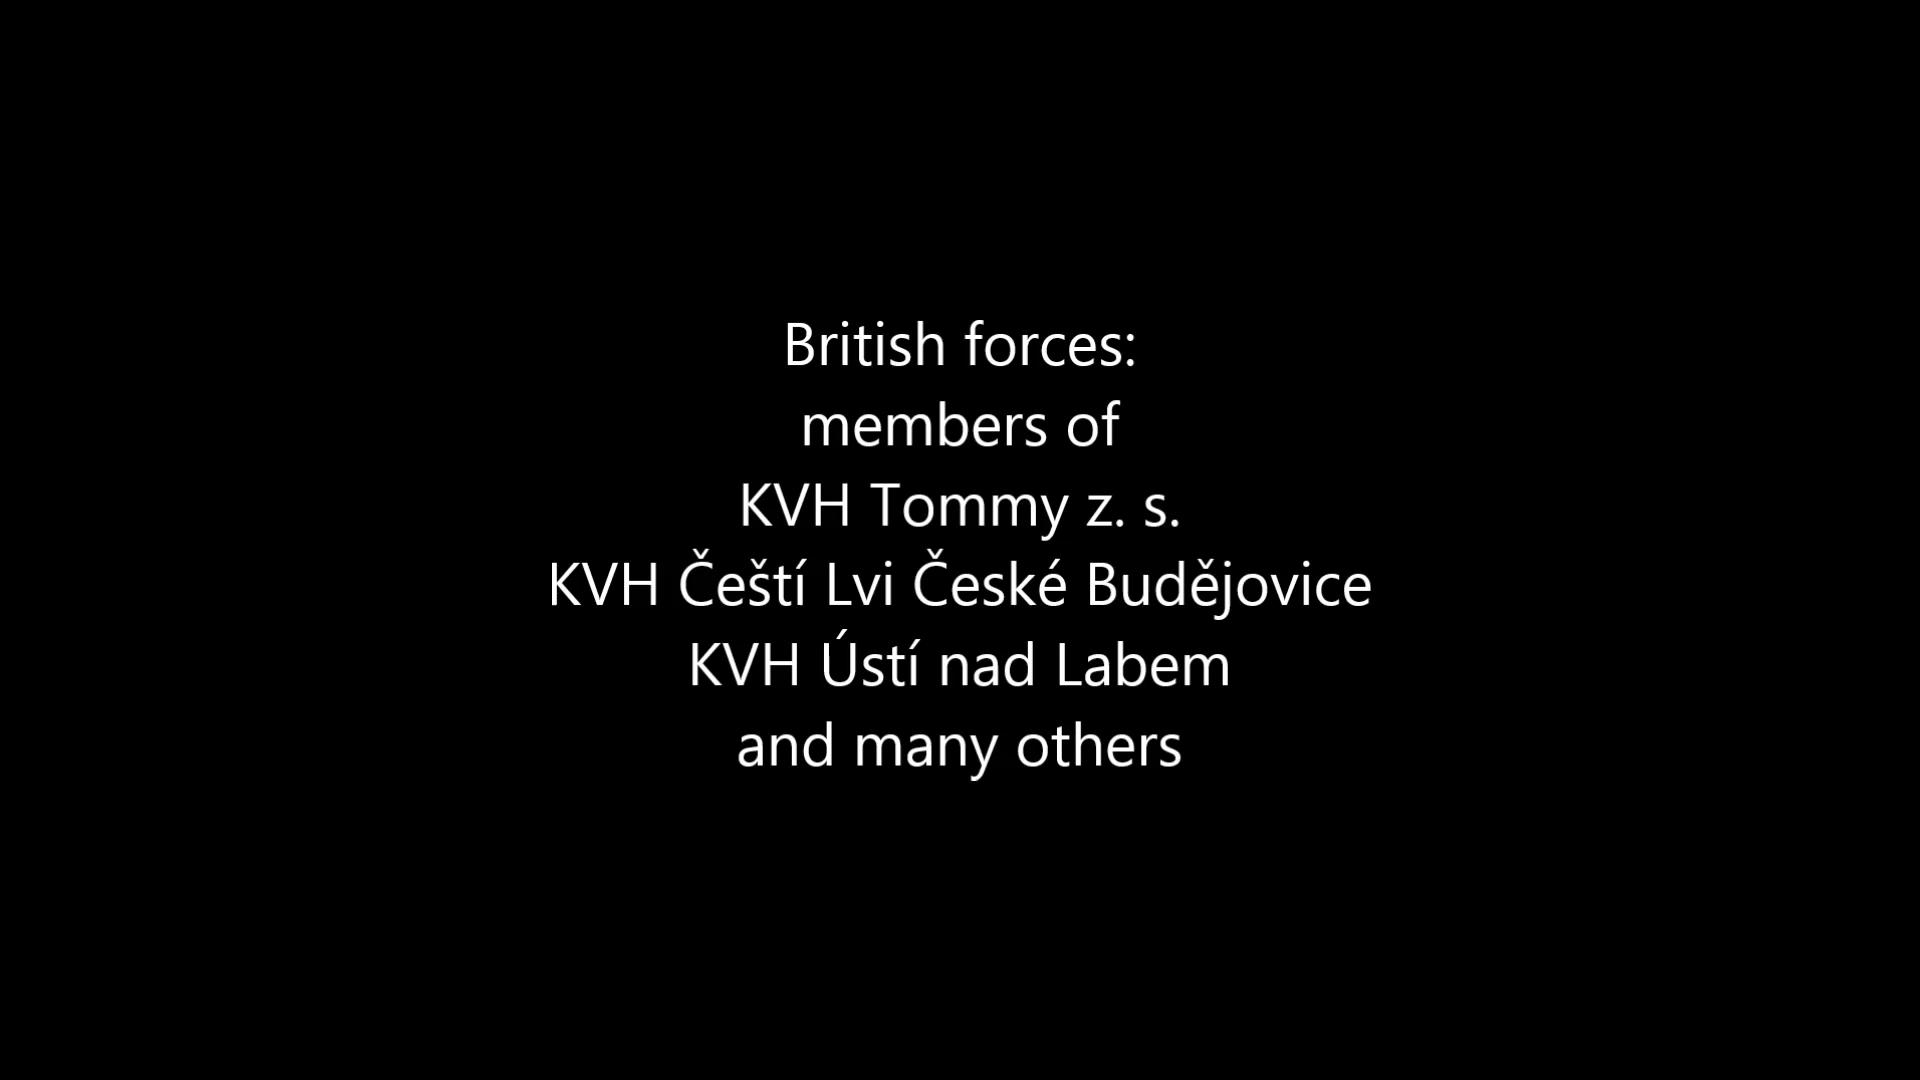 British forces:
members of
KVH Tommy z. s.
KVH Čeští Lvi České Budějovice
KVH Ústí nad Labem
and many others